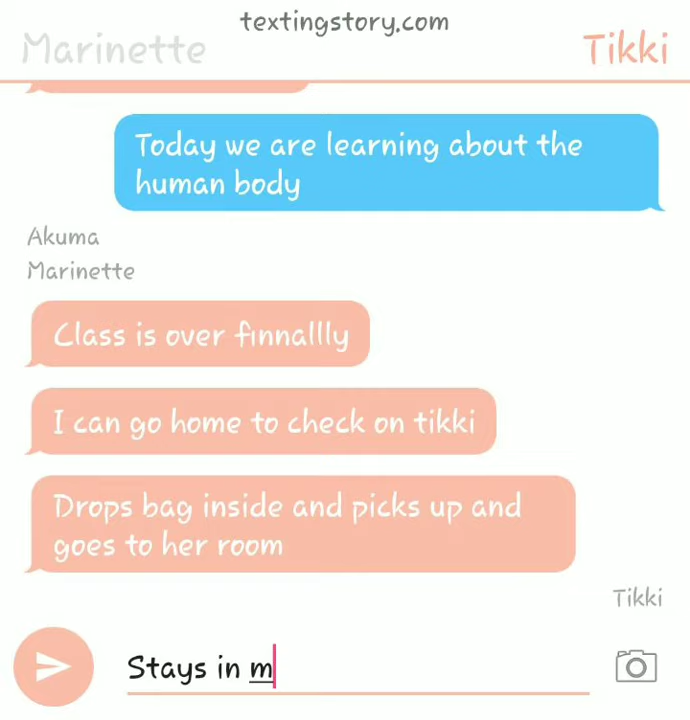 textingstory.com
Marinette
Tikki
Today we are learning about the
human body
Akuma
Marinette
Class is over finnallly
I can go home to check on tikki
Drops bag inside and picks up and
goes to her room
Tikki
Stays in m